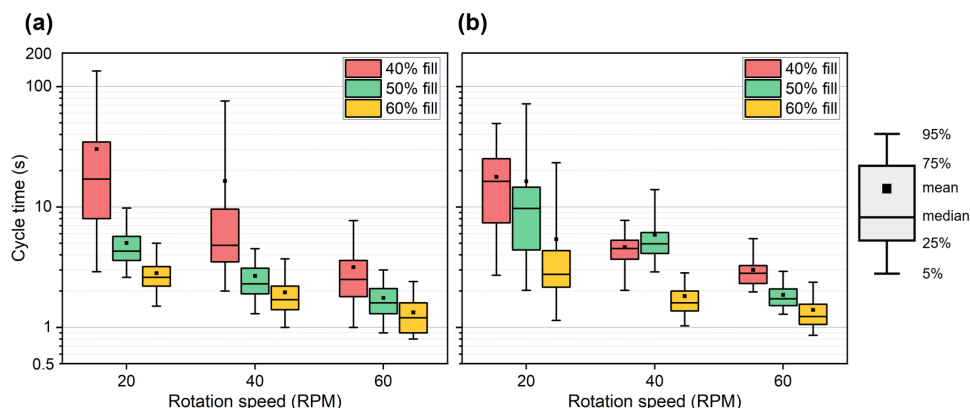 (a)
(b)
Cycle time (s)
200
100
10
1
0.5
40% fill
50% fill
60% fill
20
40
60
Rotation speed (RPM)
40% fill
50% fill
60% fill
20
40
60
Rotation speed (RPM)
95%
75%
mean
median
25%
5%